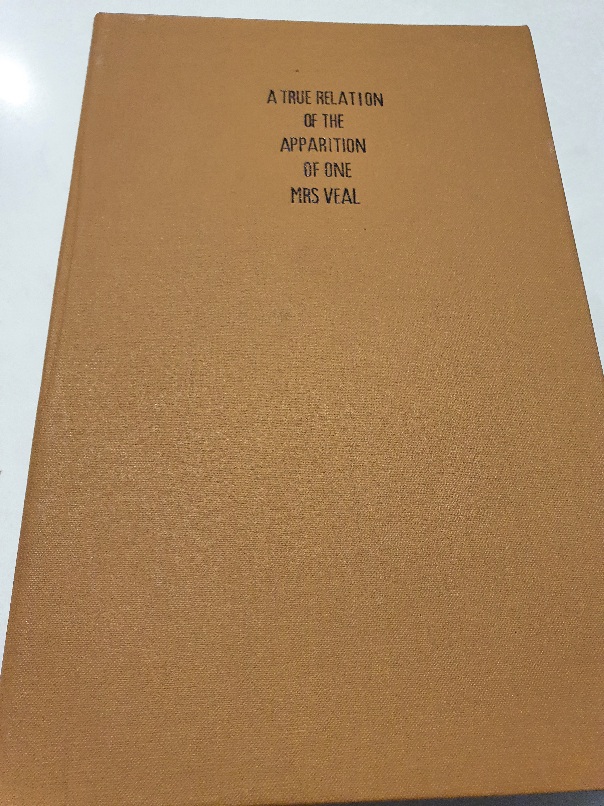 A TRUE RELATION
OF THE
APPARITION
OF ONE
MRS VEAL